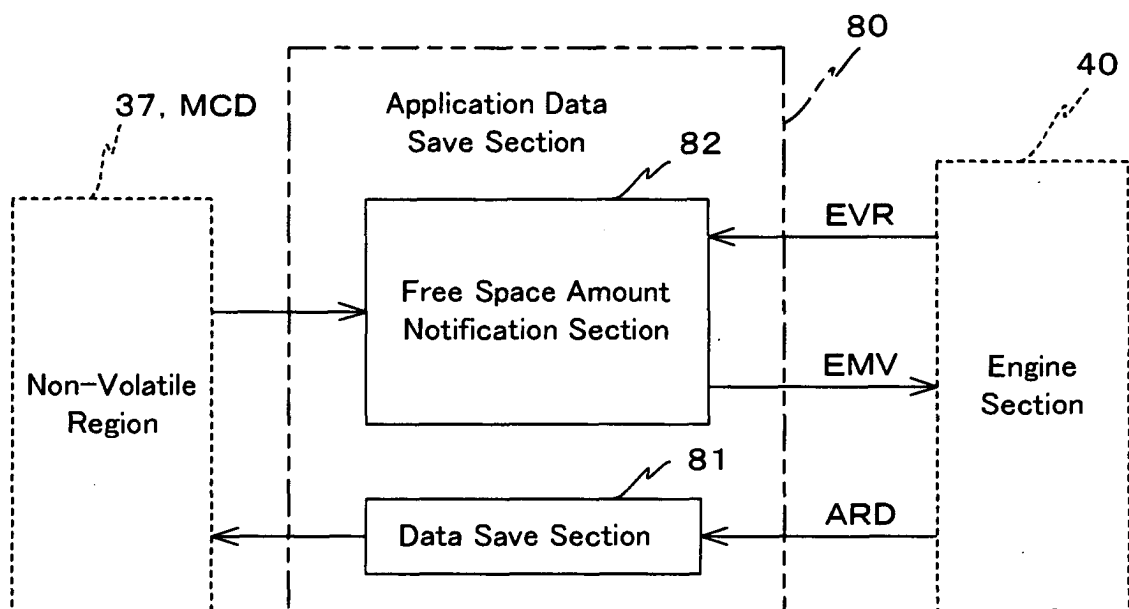 80
40
37, MCD
Application Data
Save Section
82
EVR
Free Space Amount
Notification Section
EMV
Non-Volatile
Region
Engine
Section
81
ARD
Data Save Section